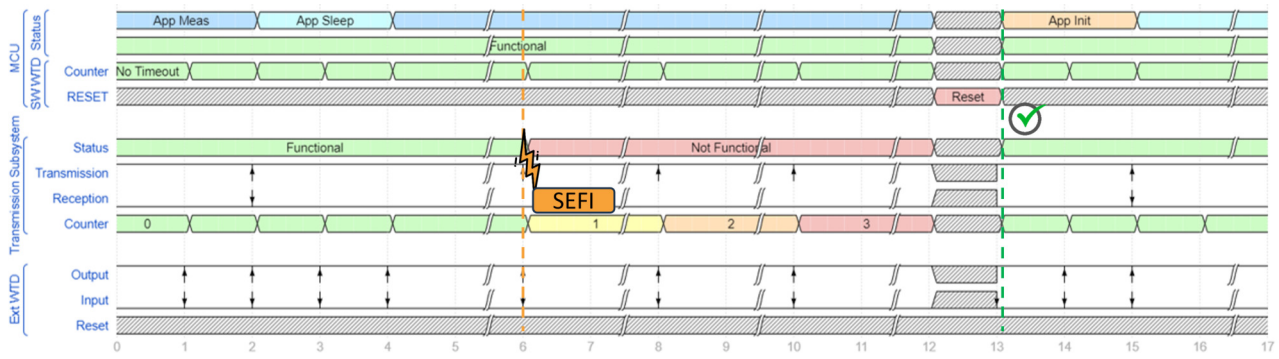 MCU
Status
App Meas
App Sleep
App Init
Functional
SW WTD
Counter
No Timeout
RESET
Reset
Transmission Subsystem
Status
Functional
Not Functional
Transmission
Reception
SEFI
Counter
0
1
2
3
Ext WTD
Output
Input
Reset
0 1 2 3 4 5 6 7 8 9 10 11 12 13 14 15 16 17